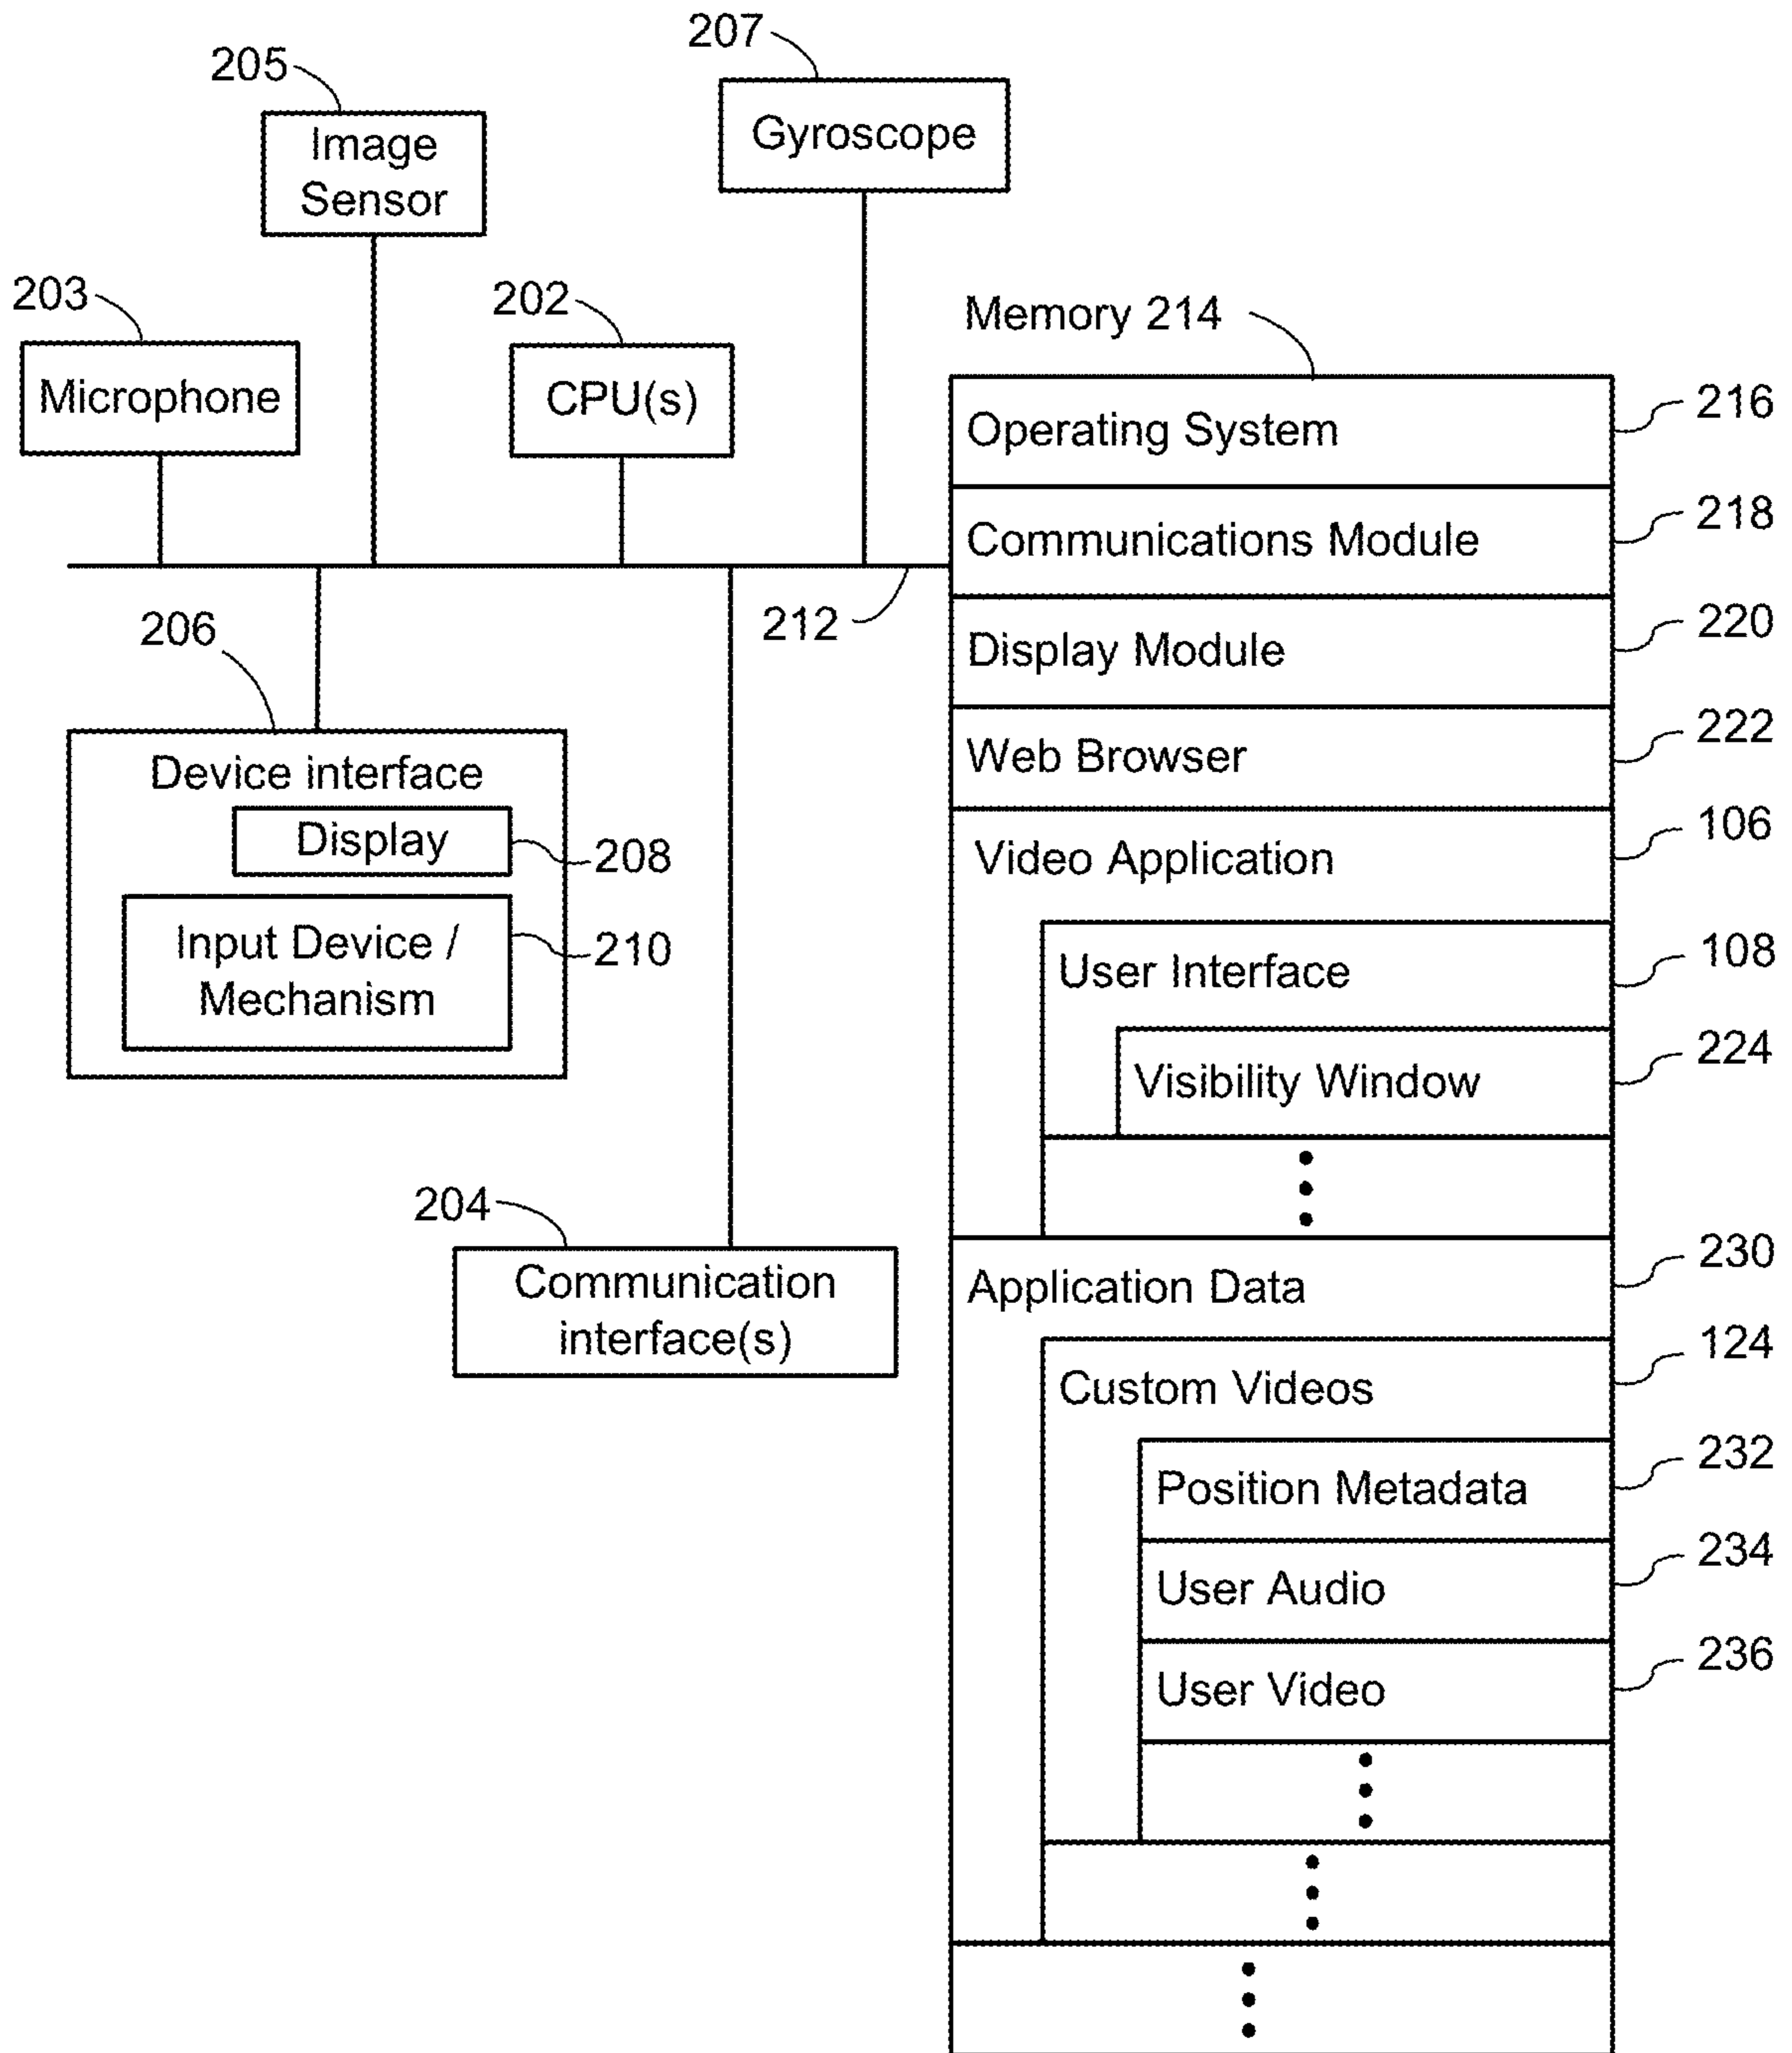 207
205
Gyroscope
Image
Sensor
203
202
Memory 214
Microphone
CPU(s)
Operating System
216
Communications Module
218
212
206
Display Module
220
Device interface
Web Browser
222
Display
208
Video Application
106
Input Device /
Mechanism
210
User Interface
108
Visibility Window
224
204
Communication
interface(s)
Application Data
230
Custom Videos
124
Position Metadata
232
User Audio
234
User Video
236